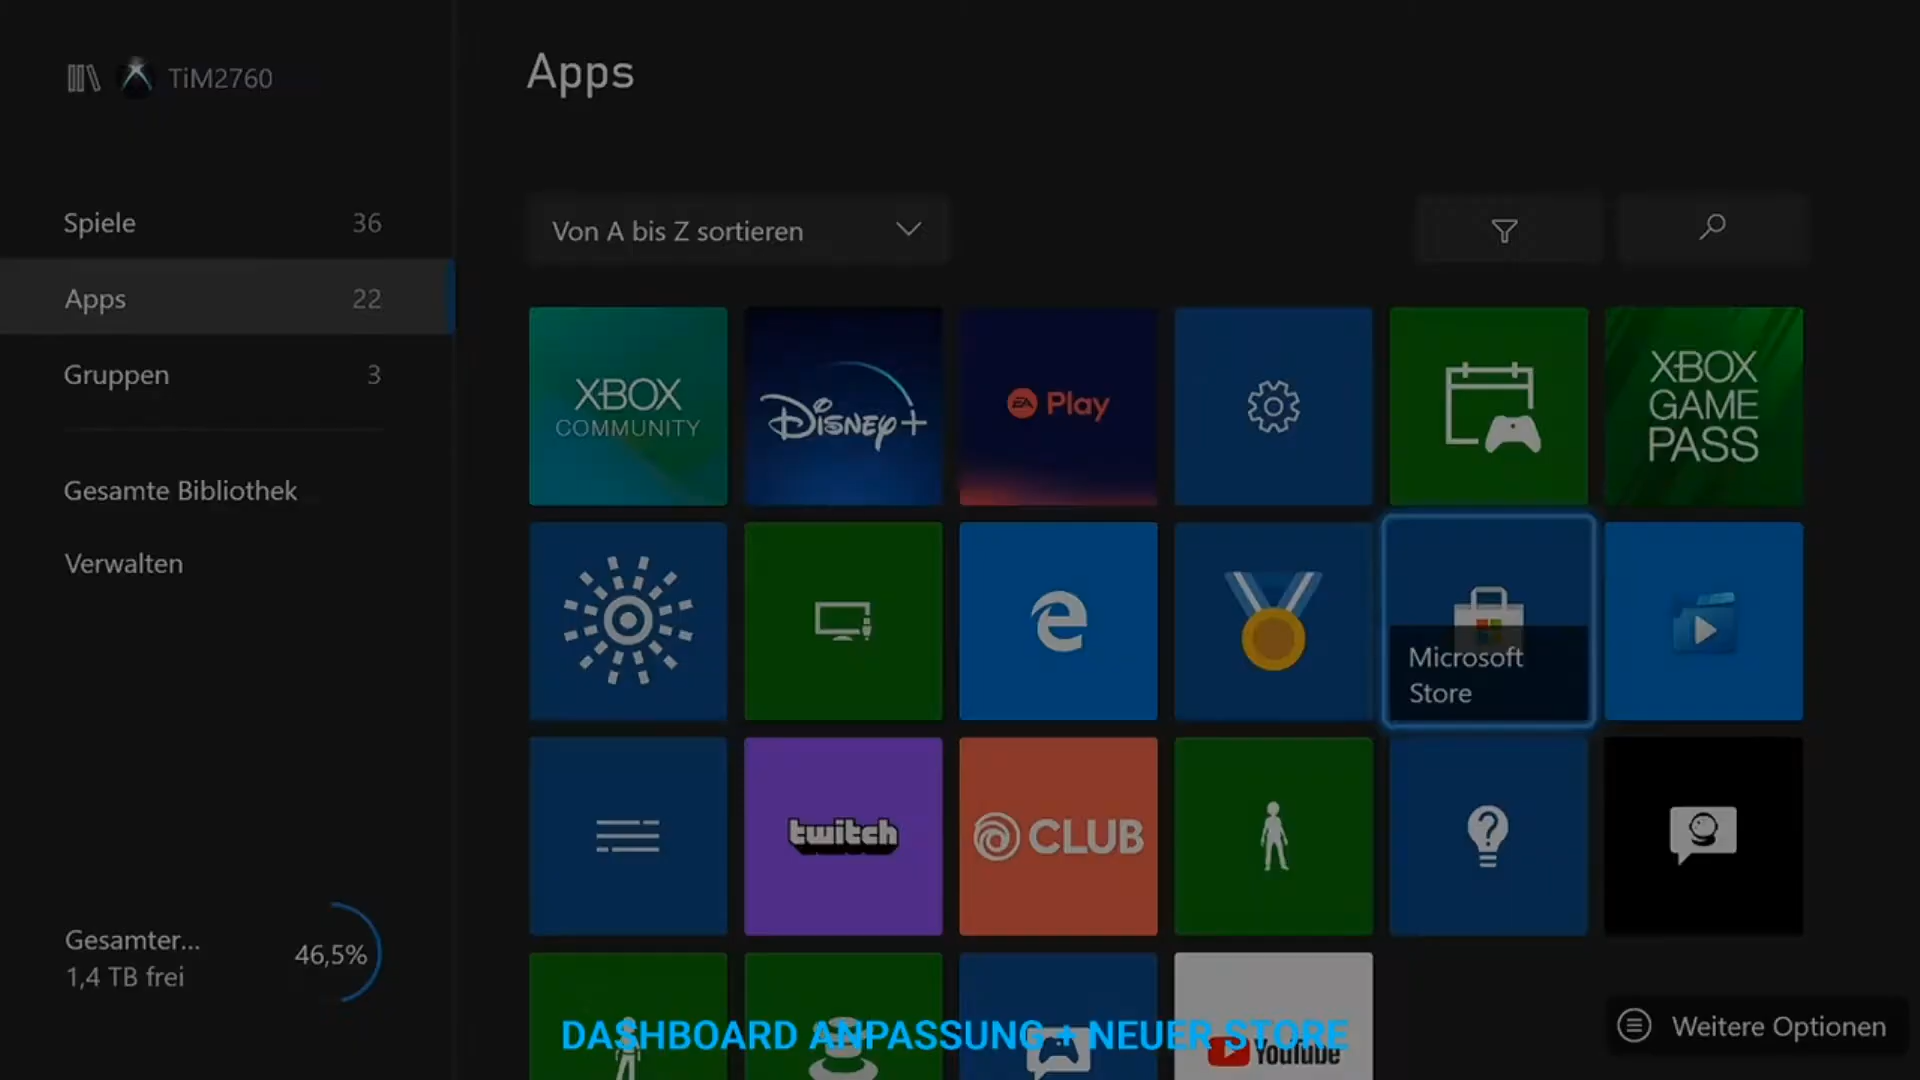 TiM2760
Apps
Spiele 36
Apps 22
Gruppen 3
Gesamte Bibliothek
Verwalten
Gesamter...
1,4 TB frei
46,5%
Von A bis Z sortieren
XBOX
COMMUNITY
Disney+
EA Play
XBOX
GAME
PASS
Microsoft
Store
twitch
CLUB
YouTube
DASHBOARD ANPASSUNG + NEUER STORE
Weitere Optionen